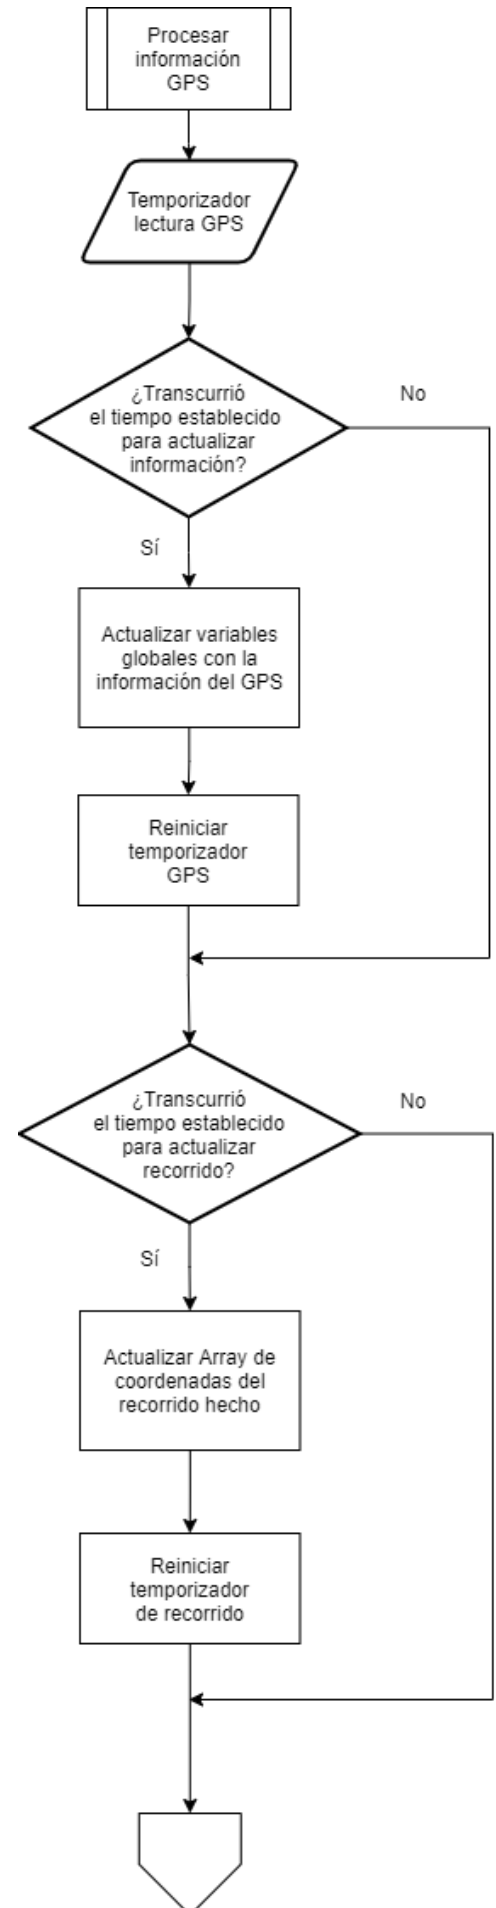 Procesar
información
GPS
Temporizador
lectura GPS
¿Transcurrió
el tiempo establecido
para actualizar
información?
No
Sí
Actualizar variables
globales con la
información del GPS
Reiniciar
temporizador
GPS
¿Transcurrió
el tiempo establecido
para actualizar
recorrido?
No
Sí
Actualizar Array de
coordenadas del
recorrido hecho
Reiniciar
temporizador
de recorrido